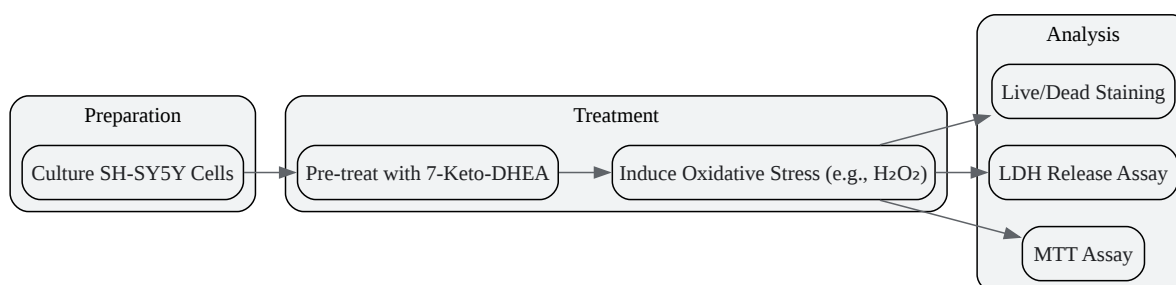 Preparation
Culture SH-SY5Y Cells
Treatment
Pre-treat with 7-Keto-DHEA
Induce Oxidative Stress (e.g., H₂O₂)
Analysis
Live/Dead Staining
LDH Release Assay
MTT Assay